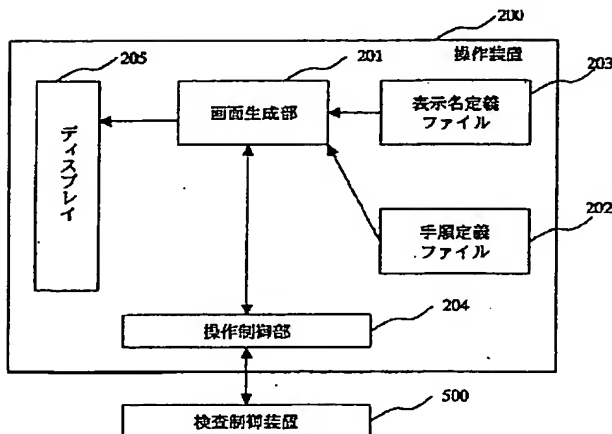 200
操作装置
205
201
203
画面生成部
表示名定義
ファイル
ディスプレイ
202
手順定義
ファイル
204
操作制御部
500
検査制御装置